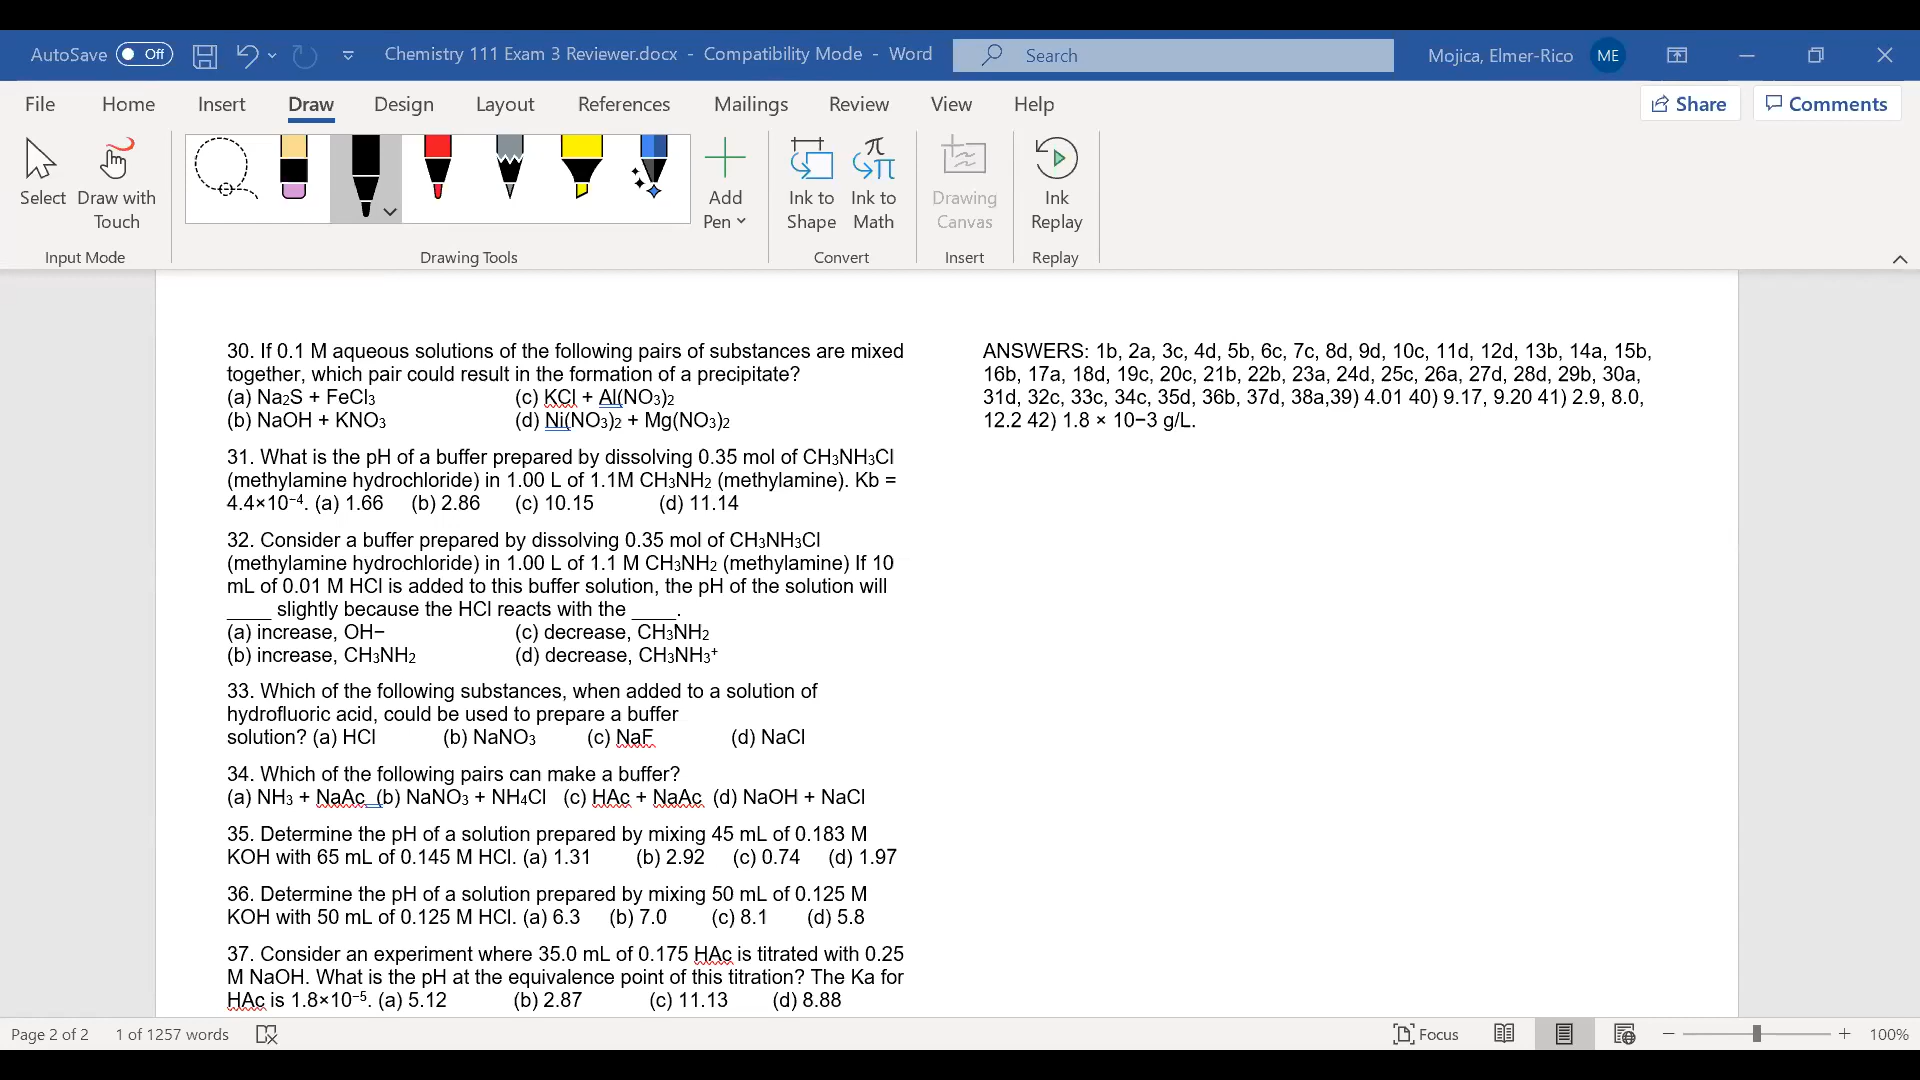 AutoSave Off Chemistry 111 Exam 3 Reviewer.docx - Compatibility Mode - Word Search Mojica, Elmer-Rico ME
File Home Insert Draw Design Layout References Mailings Review View Help Share Comments
Select Draw with Touch Add Pen Ink to Shape Ink to Math Drawing Canvas Ink Replay
Input Mode Drawing Tools Convert Insert Replay
30. If 0.1 M aqueous solutions of the following pairs of substances are mixed
together, which pair could result in the formation of a precipitate?
(a) Na₂S + FeCl₃ (c) KCl + Al(NO₃)₂
(b) NaOH + KNO₃ (d) Ni(NO₃)₂ + Mg(NO₃)₂
31. What is the pH of a buffer prepared by dissolving 0.35 mol of CH₃NH₃Cl
(methylamine hydrochloride) in 1.00 L of 1.1M CH₃NH₂ (methylamine). Kb =
4.4×10⁻⁴. (a) 1.66 (b) 2.86 (c) 10.15 (d) 11.14
32. Consider a buffer prepared by dissolving 0.35 mol of CH₃NH₃Cl
(methylamine hydrochloride) in 1.00 L of 1.1 M CH₃NH₂ (methylamine) If 10
mL of 0.01 M HCl is added to this buffer solution, the pH of the solution will
____ slightly because the HCl reacts with the ____.
(a) increase, OH− (c) decrease, CH₃NH₂
(b) increase, CH₃NH₂ (d) decrease, CH₃NH₃⁺
33. Which of the following substances, when added to a solution of
hydrofluoric acid, could be used to prepare a buffer
solution? (a) HCl (b) NaNO₃ (c) NaF (d) NaCl
34. Which of the following pairs can make a buffer?
(a) NH₃ + NaAc (b) NaNO₃ + NH₄Cl (c) HAc + NaAc (d) NaOH + NaCl
35. Determine the pH of a solution prepared by mixing 45 mL of 0.183 M
KOH with 65 mL of 0.145 M HCl. (a) 1.31 (b) 2.92 (c) 0.74 (d) 1.97
36. Determine the pH of a solution prepared by mixing 50 mL of 0.125 M
KOH with 50 mL of 0.125 M HCl. (a) 6.3 (b) 7.0 (c) 8.1 (d) 5.8
37. Consider an experiment where 35.0 mL of 0.175 HAc is titrated with 0.25
M NaOH. What is the pH at the equivalence point of this titration? The Ka for
HAc is 1.8×10⁻⁵. (a) 5.12 (b) 2.87 (c) 11.13 (d) 8.88
ANSWERS: 1b, 2a, 3c, 4d, 5b, 6c, 7c, 8d, 9d, 10c, 11d, 12d, 13b, 14a, 15b,
16b, 17a, 18d, 19c, 20c, 21b, 22b, 23a, 24d, 25c, 26a, 27d, 28d, 29b, 30a,
31d, 32c, 33c, 34c, 35d, 36b, 37d, 38a,39) 4.01 40) 9.17, 9.20 41) 2.9, 8.0,
12.2 42) 1.8 × 10−3 g/L.
Page 2 of 2 1 of 1257 words Focus 100%